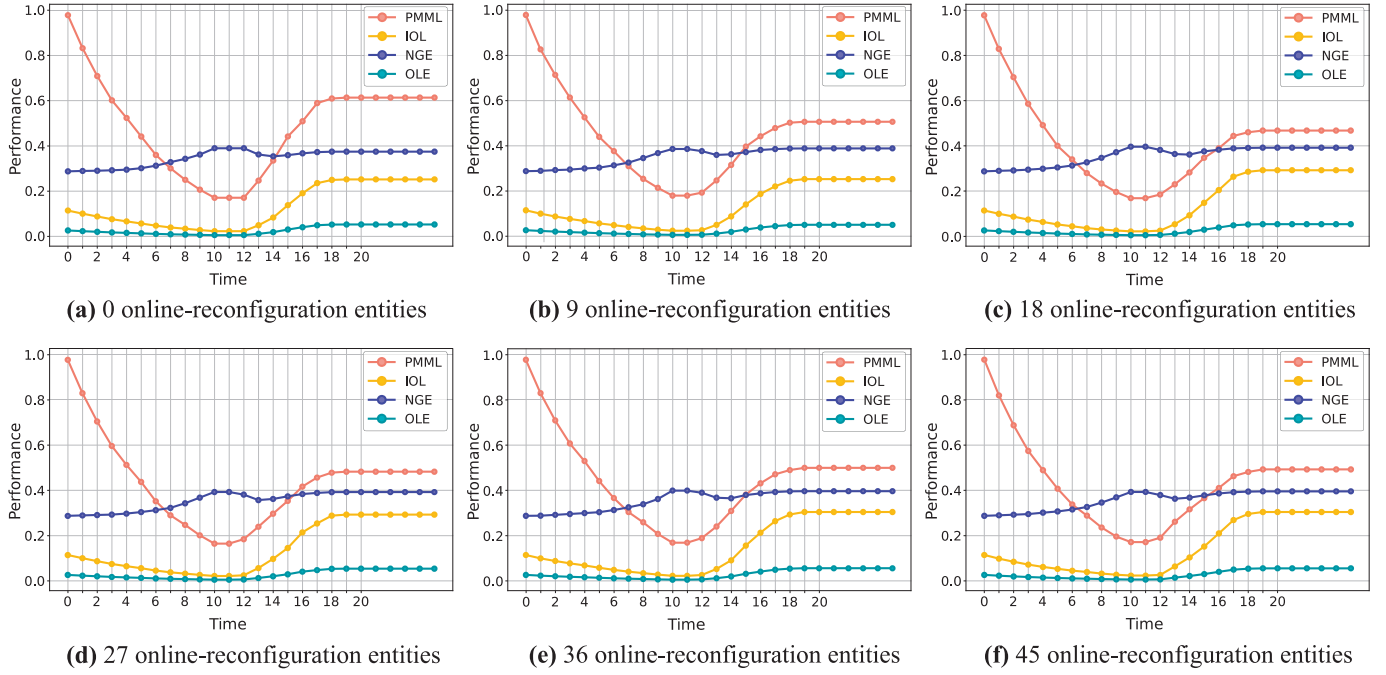 PMML
IOL
NGE
OLE
Performance
1.0
0.8
0.6
0.4
0.2
0.0
0 2 4 6 8 10 12 14 16 18 20
Time
(a) 0 online-reconfiguration entities
PMML
IOL
NGE
OLE
Performance
1.0
0.8
0.6
0.4
0.2
0.0
0 2 4 6 8 10 12 14 16 18 20
Time
(b) 9 online-reconfiguration entities
PMML
IOL
NGE
OLE
Performance
1.0
0.8
0.6
0.4
0.2
0.0
0 2 4 6 8 10 12 14 16 18 20
Time
(c) 18 online-reconfiguration entities
PMML
IOL
NGE
OLE
Performance
1.0
0.8
0.6
0.4
0.2
0.0
0 2 4 6 8 10 12 14 16 18 20
Time
(d) 27 online-reconfiguration entities
PMML
IOL
NGE
OLE
Performance
1.0
0.8
0.6
0.4
0.2
0.0
0 2 4 6 8 10 12 14 16 18 20
Time
(e) 36 online-reconfiguration entities
PMML
IOL
NGE
OLE
Performance
1.0
0.8
0.6
0.4
0.2
0.0
0 2 4 6 8 10 12 14 16 18 20
Time
(f) 45 online-reconfiguration entities